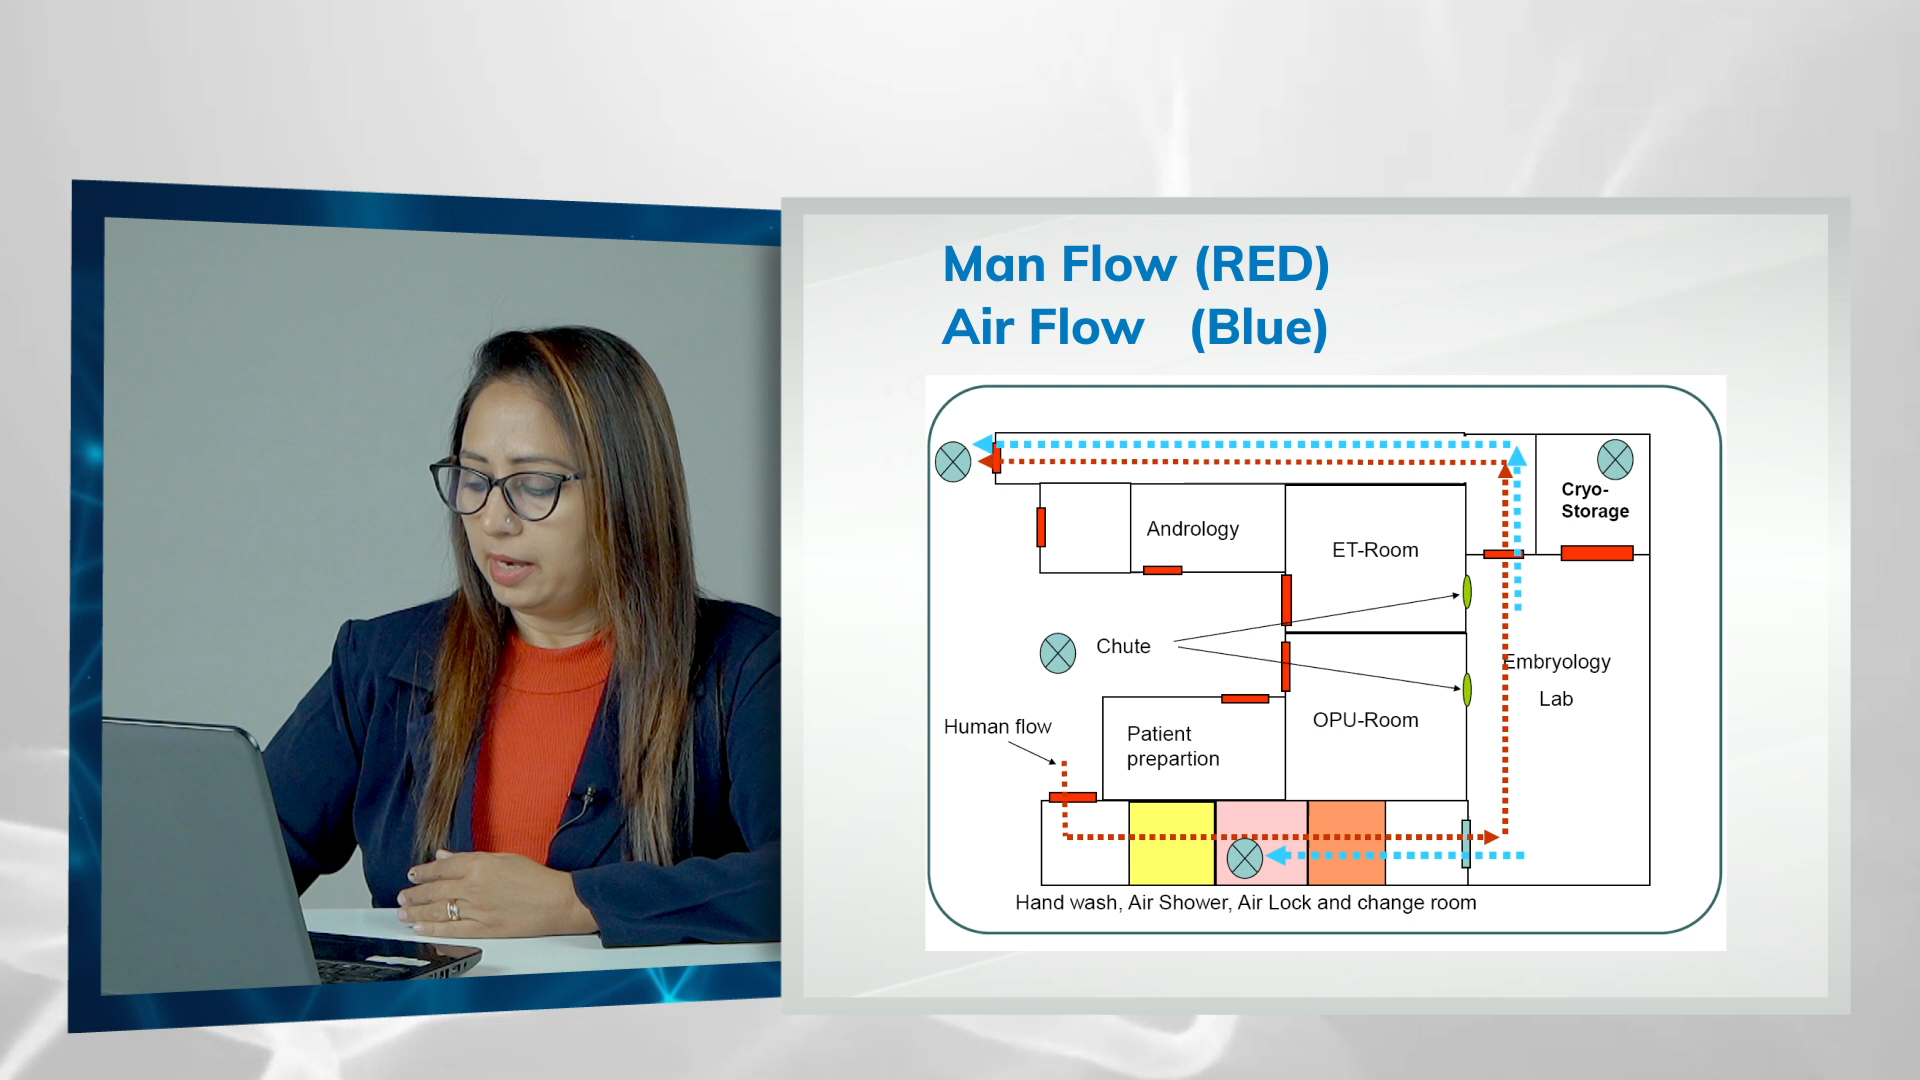 Man Flow (RED)
Air Flow (Blue)
Cryo-
Storage
Andrology
ET-Room
Chute
Embryology
Lab
Human flow
OPU-Room
Patient
prepartion
Hand wash, Air Shower, Air Lock and change room